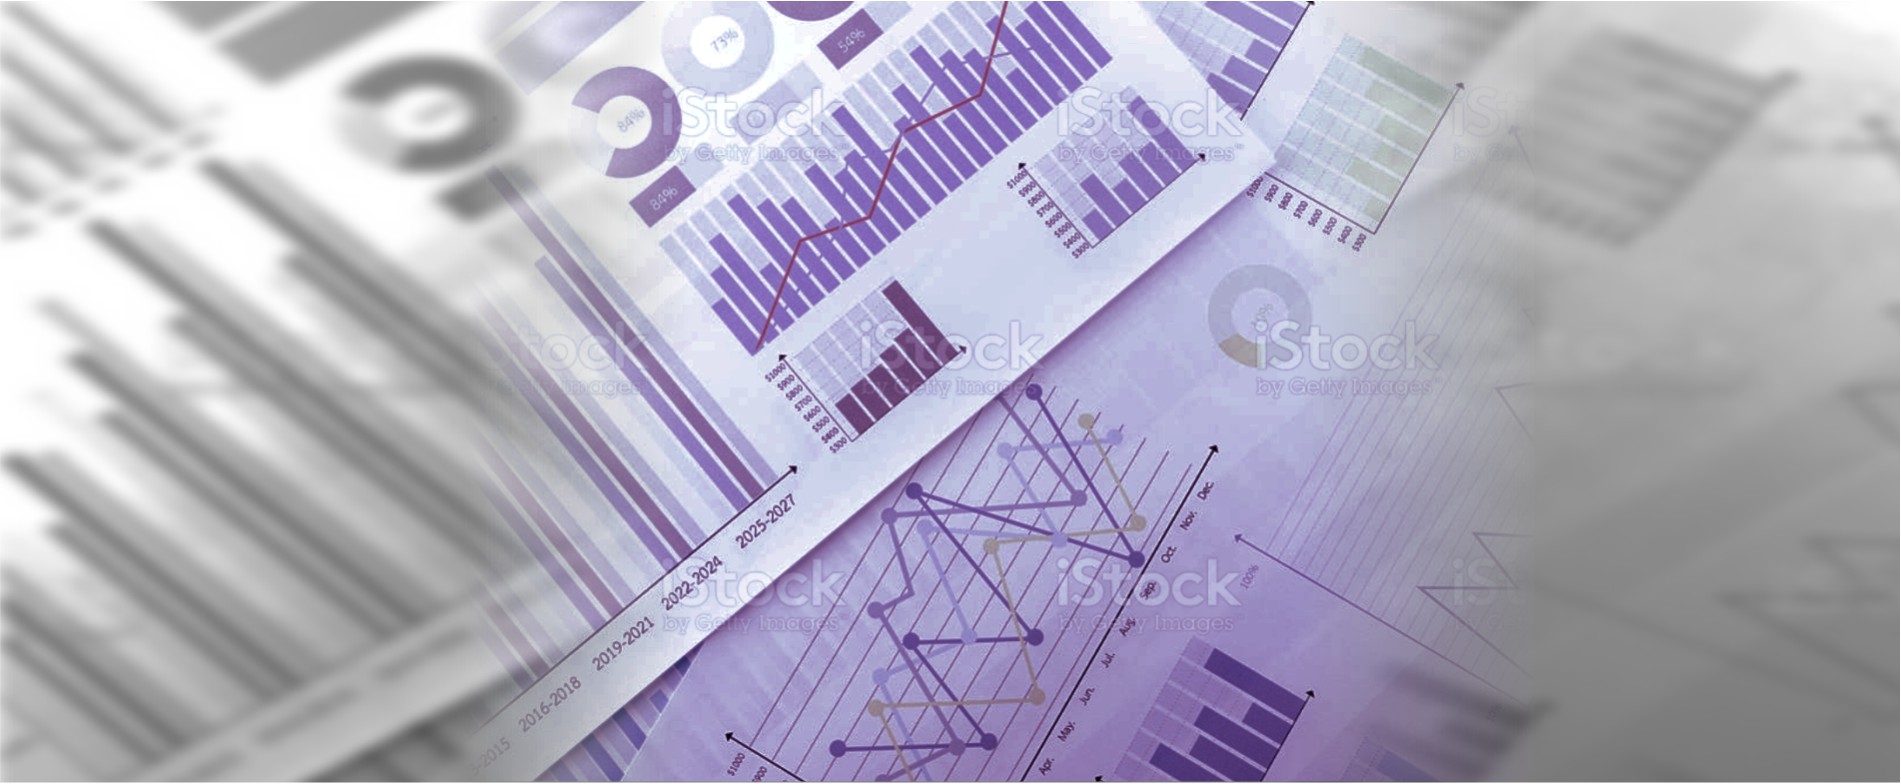 73%
54%
84%
84%
$1000
$900
$800
$700
$600
$500
$400
$300
$1000
$900
$800
$700
$600
$500
$400
$300
$1000
$900
$800
$700
$600
$500
$400
$300
2025-2027
2022-2024
2019-2021
2016-2018
-2015
Dec.
Nov.
Oct.
Sep.
Aug.
Jul.
Jun.
May.
Apr.
100%
$1000
iStock
by Getty Images
iStock
by Getty Images
iStock
by Getty Images
iStock
by Getty Images
iStock
by Getty Images
iStock
by Getty Images